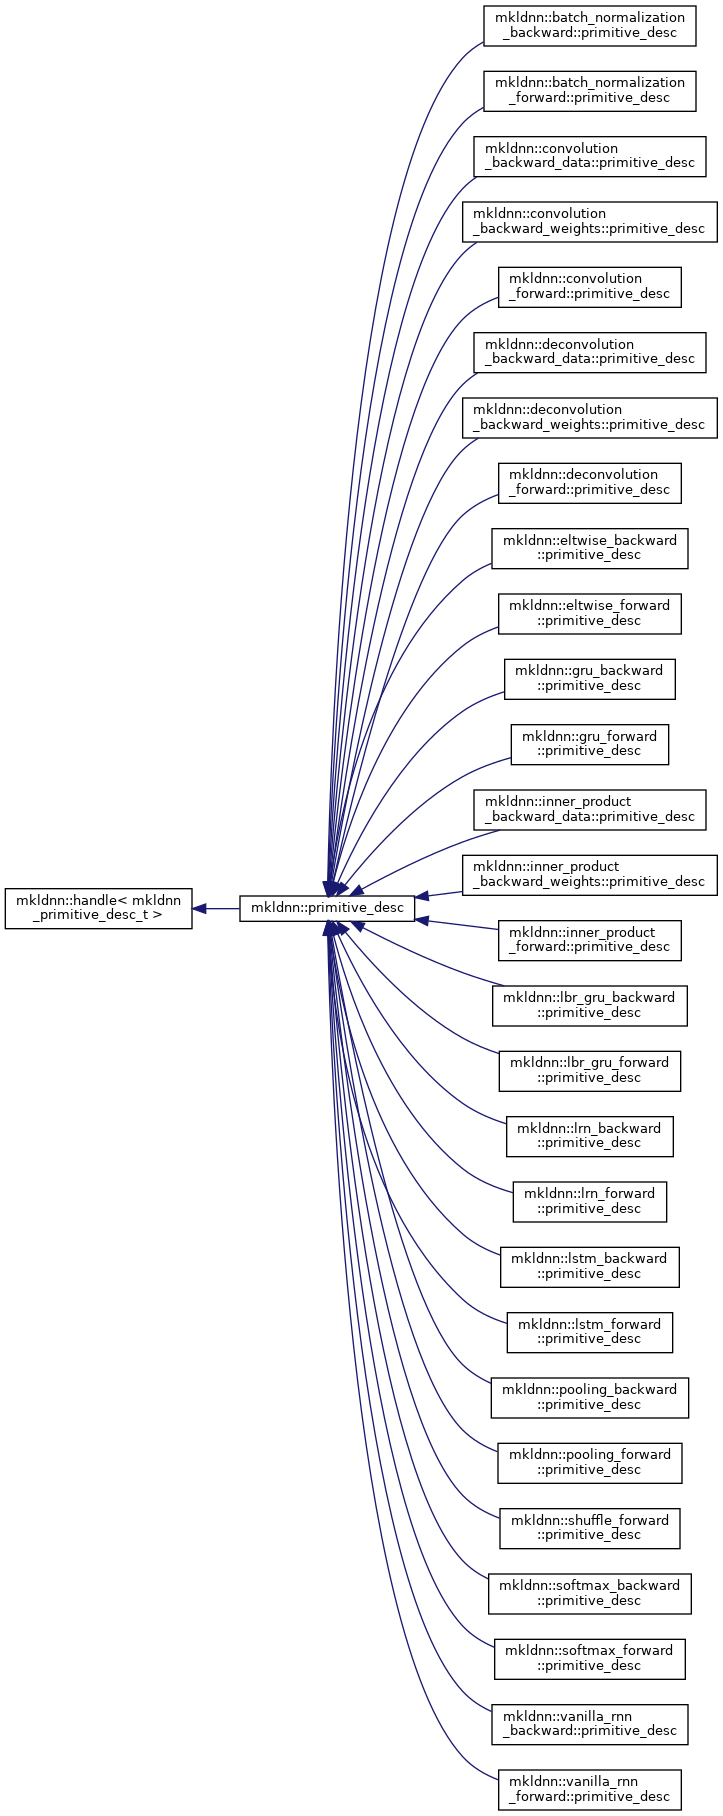 mkldnn::batch_normalization
_backward::primitive_desc
mkldnn::batch_normalization
_forward::primitive_desc
mkldnn::convolution
_backward_data::primitive_desc
mkldnn::convolution
_backward_weights::primitive_desc
mkldnn::convolution
_forward::primitive_desc
mkldnn::deconvolution
_backward_data::primitive_desc
mkldnn::deconvolution
_backward_weights::primitive_desc
mkldnn::deconvolution
_forward::primitive_desc
mkldnn::eltwise_backward
::primitive_desc
mkldnn::eltwise_forward
::primitive_desc
mkldnn::gru_backward
::primitive_desc
mkldnn::gru_forward
::primitive_desc
mkldnn::inner_product
_backward_data::primitive_desc
mkldnn::inner_product
_backward_weights::primitive_desc
mkldnn::handle< mkldnn
_primitive_desc_t >
mkldnn::primitive_desc
mkldnn::inner_product
_forward::primitive_desc
mkldnn::lbr_gru_backward
::primitive_desc
mkldnn::lbr_gru_forward
::primitive_desc
mkldnn::lrn_backward
::primitive_desc
mkldnn::lrn_forward
::primitive_desc
mkldnn::lstm_backward
::primitive_desc
mkldnn::lstm_forward
::primitive_desc
mkldnn::pooling_backward
::primitive_desc
mkldnn::pooling_forward
::primitive_desc
mkldnn::shuffle_forward
::primitive_desc
mkldnn::softmax_backward
::primitive_desc
mkldnn::softmax_forward
::primitive_desc
mkldnn::vanilla_rnn
_backward::primitive_desc
mkldnn::vanilla_rnn
_forward::primitive_desc